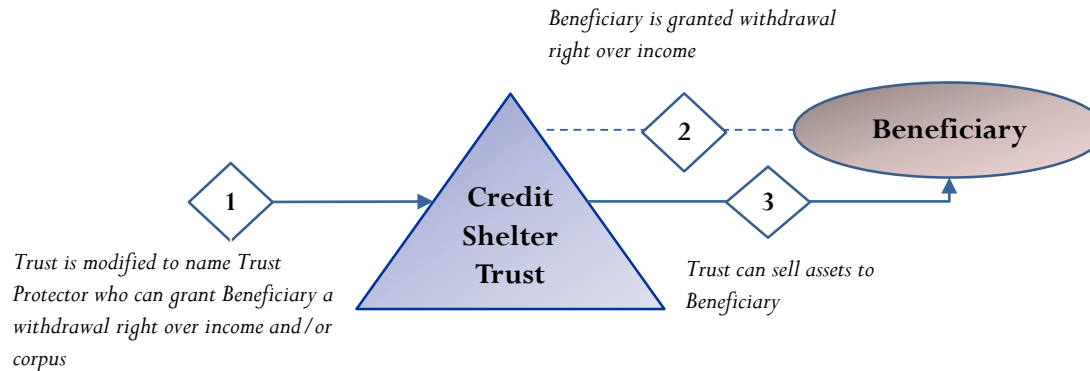 Beneficiary is granted withdrawal
right over income
2
Beneficiary
1
Credit
Shelter
Trust
3
Trust is modified to name Trust
Protector who can grant Beneficiary a
withdrawal right over income and/or
corpus
Trust can sell assets to
Beneficiary